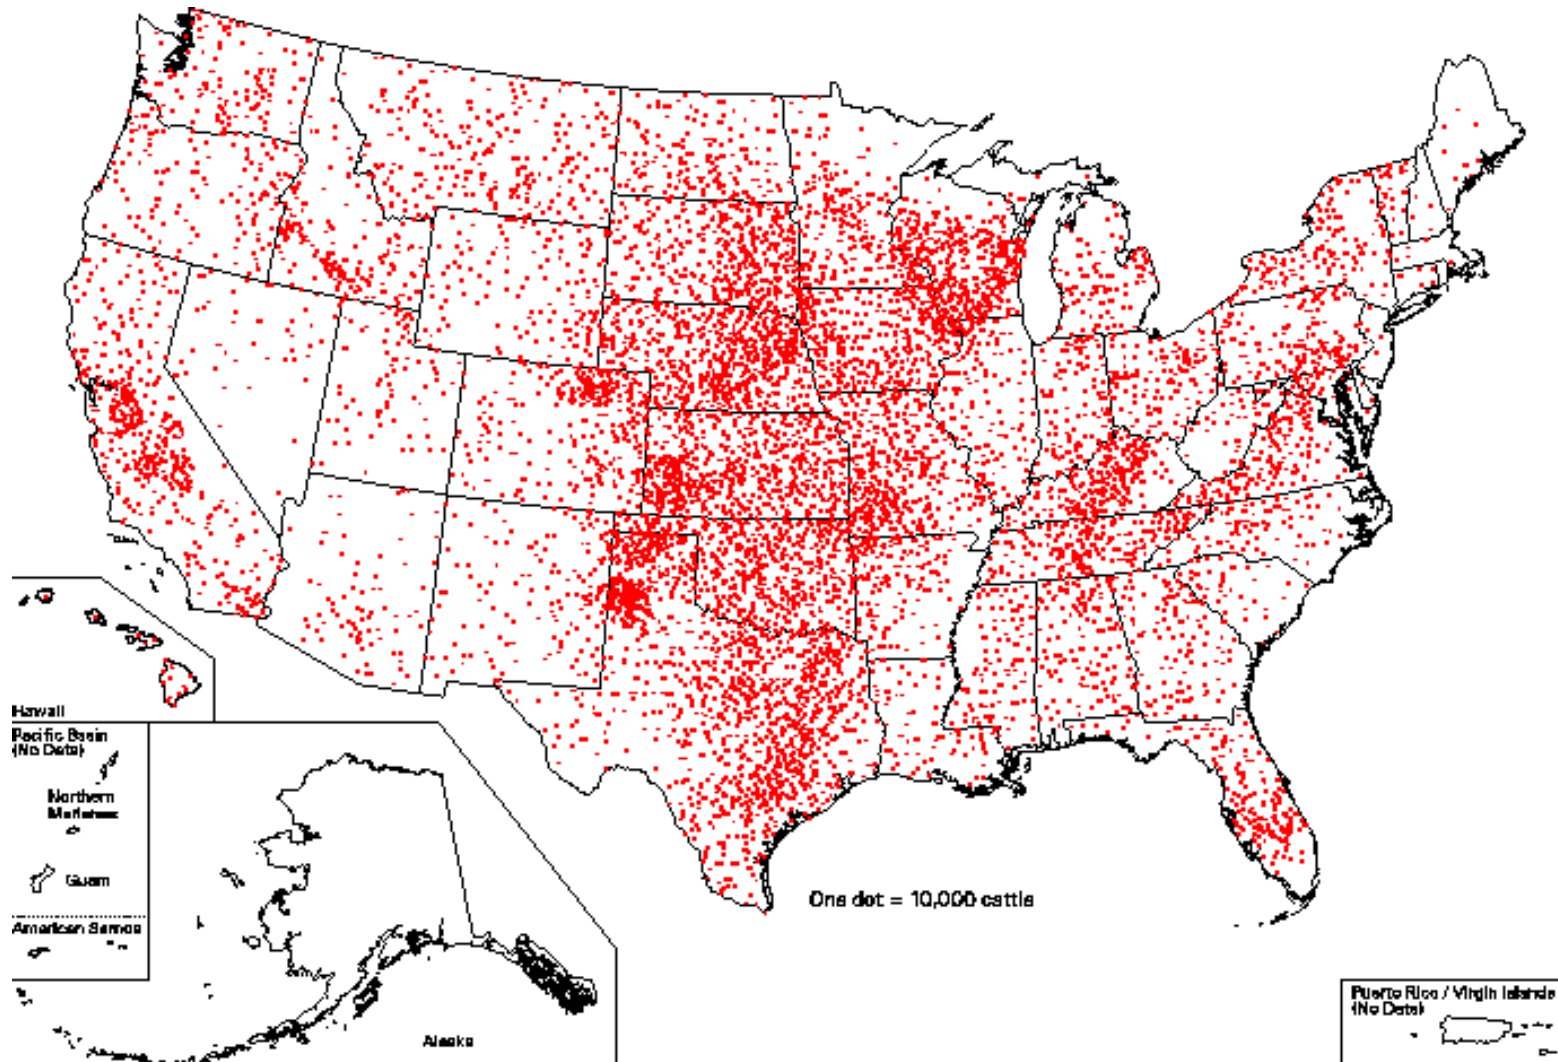 Hawaii
Pacific Basin
(No Data)
Northern
Marianas
Guam
American Samoa
Alaska
One dot = 10,000 cattle
Puerto Rico / Virgin Islands
(No Data)